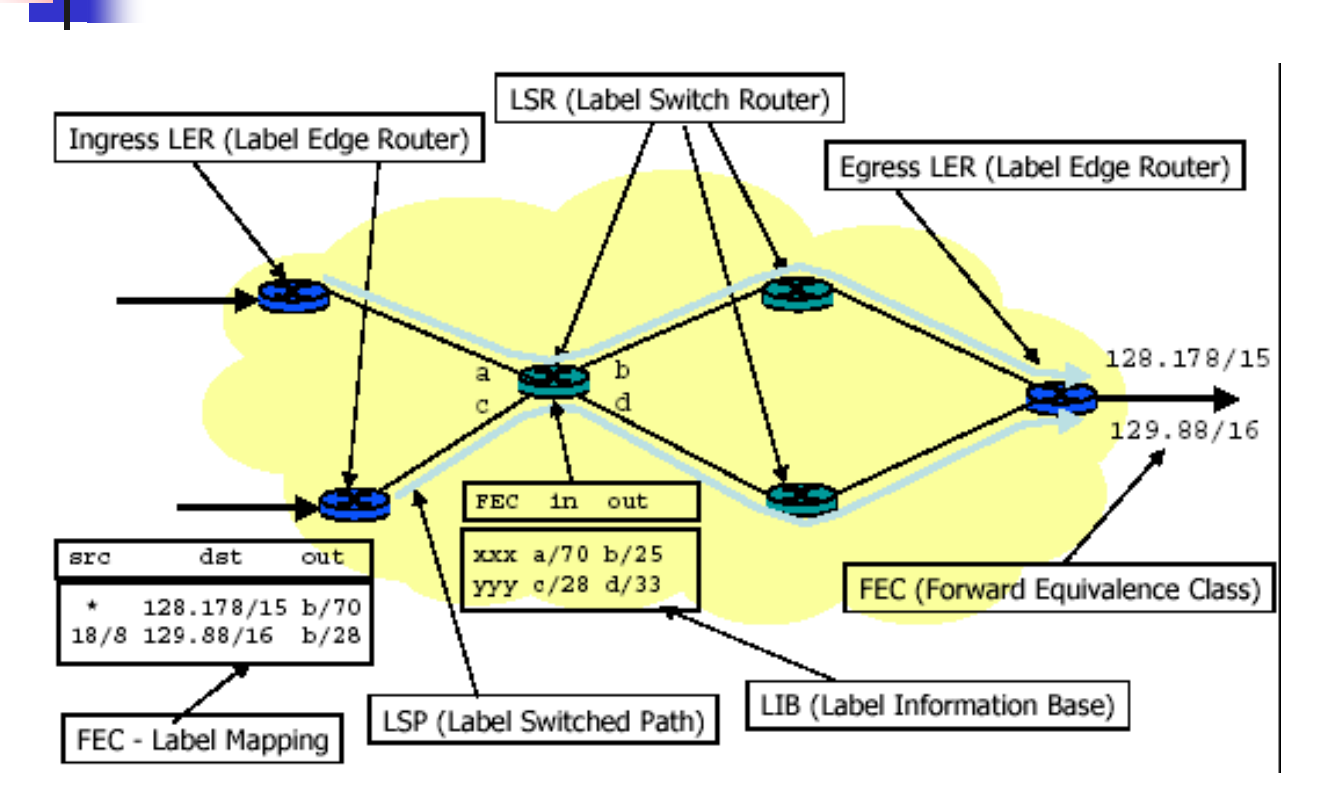 LSR (Label Switch Router)
Ingress LER (Label Edge Router)
Egress LER (Label Edge Router)
128.178/15
a
b
c
d
129.88/16
FEC in out
xxx a/70 b/25
yyy c/28 d/33
src dst out
* 128.178/15 b/70
18/8 129.88/16 b/28
FEC (Forward Equivalence Class)
LSP (Label Switched Path)
LIB (Label Information Base)
FEC - Label Mapping